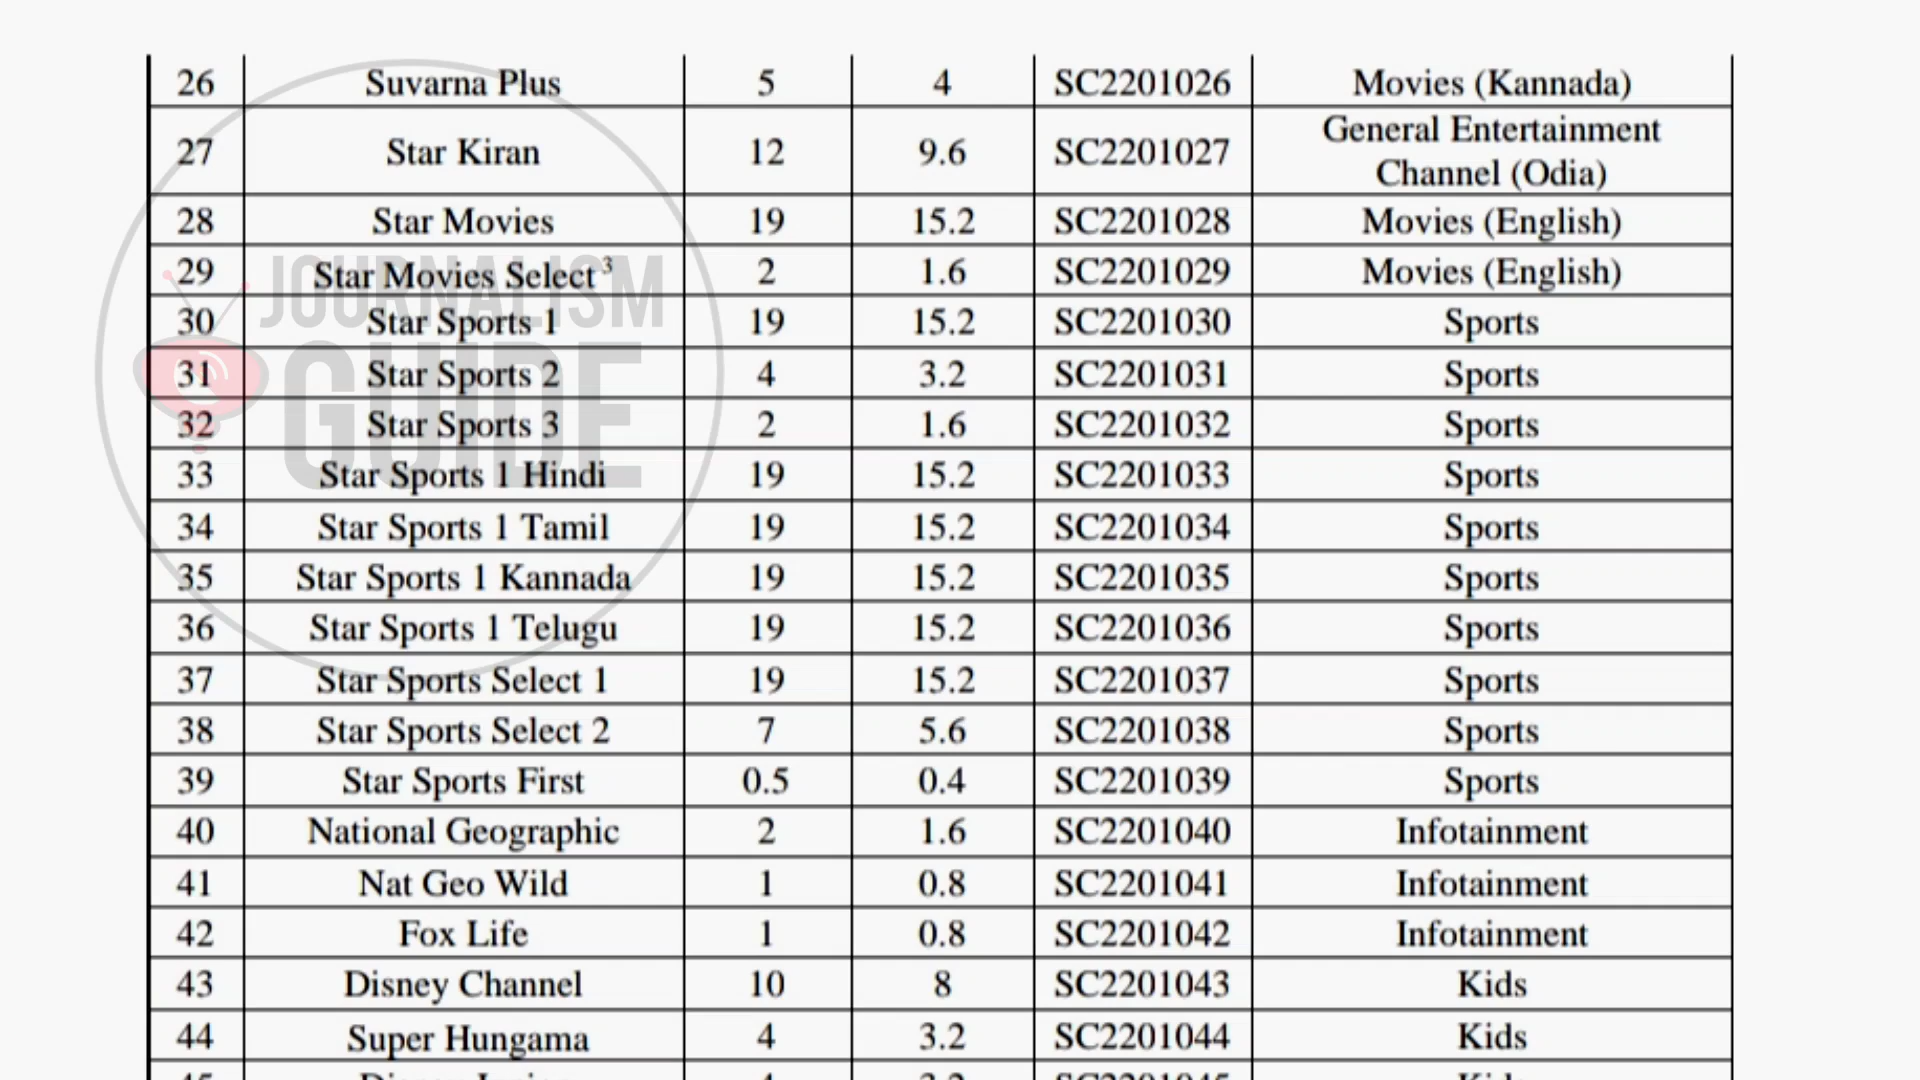 26 Suvarna Plus 5 4 SC2201026 Movies (Kannada)
27 Star Kiran 12 9.6 SC2201027 General Entertainment
Channel (Odia)
28 Star Movies 19 15.2 SC2201028 Movies (English)
29 Star Movies Select 3 2 1.6 SC2201029 Movies (English)
30 Star Sports 1 19 15.2 SC2201030 Sports
31 Star Sports 2 4 3.2 SC2201031 Sports
32 Star Sports 3 2 1.6 SC2201032 Sports
33 Star Sports 1 Hindi 19 15.2 SC2201033 Sports
34 Star Sports 1 Tamil 19 15.2 SC2201034 Sports
35 Star Sports 1 Kannada 19 15.2 SC2201035 Sports
36 Star Sports 1 Telugu 19 15.2 SC2201036 Sports
37 Star Sports Select 1 19 15.2 SC2201037 Sports
38 Star Sports Select 2 7 5.6 SC2201038 Sports
39 Star Sports First 0.5 0.4 SC2201039 Sports
40 National Geographic 2 1.6 SC2201040 Infotainment
41 Nat Geo Wild 1 0.8 SC2201041 Infotainment
42 Fox Life 1 0.8 SC2201042 Infotainment
43 Disney Channel 10 8 SC2201043 Kids
44 Super Hungama 4 3.2 SC2201044 Kids
JOURNALISM
GUIDE